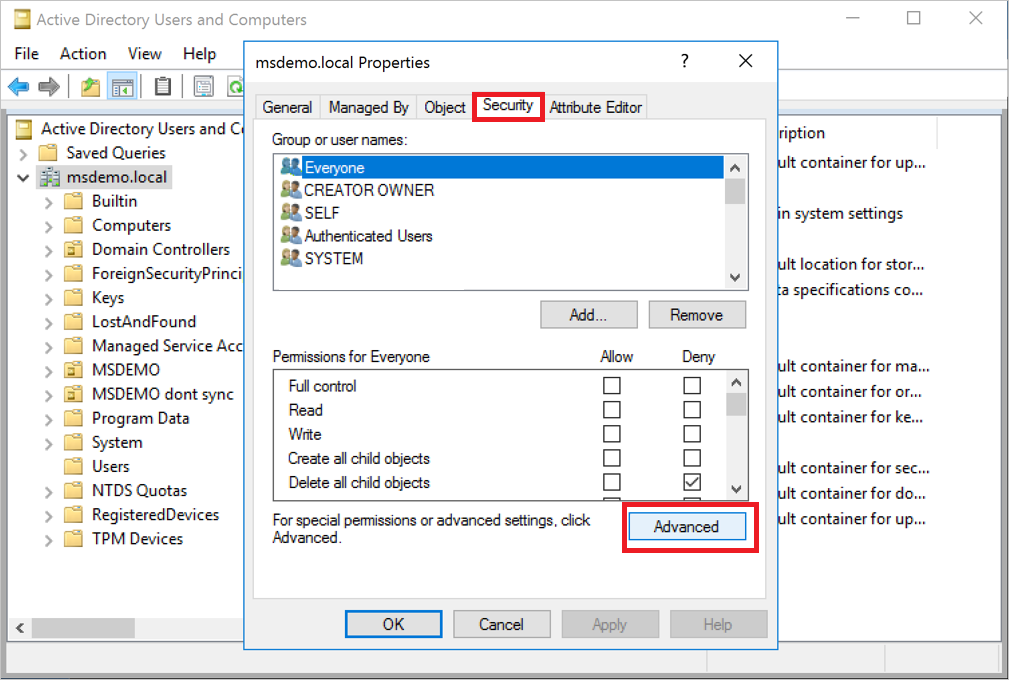 Active Directory Users and Computers
File Action View Help
Active Directory Users and Co
Saved Queries
msdemo.local
Builtin
Computers
Domain Controllers
ForeignSecurityPrinci
Keys
LostAndFound
Managed Service Acc
MSDEMO
MSDEMO dont sync
Program Data
System
Users
NTDS Quotas
RegisteredDevices
TPM Devices
msdemo.local Properties
?
General Managed By Object Security Attribute Editor
Group or user names:
Everyone
CREATOR OWNER
SELF
Authenticated Users
SYSTEM
Add... Remove
Permissions for Everyone Allow Deny
Full control
Read
Write
Create all child objects
Delete all child objects
For special permissions or advanced settings, click
Advanced.
Advanced
OK Cancel Apply Help
ription
ult container for up...
in system settings
ult location for stor...
ta specifications co...
ult container for ma...
ult container for or...
ult container for ke...
ult container for sec...
ult container for do...
ult container for up...